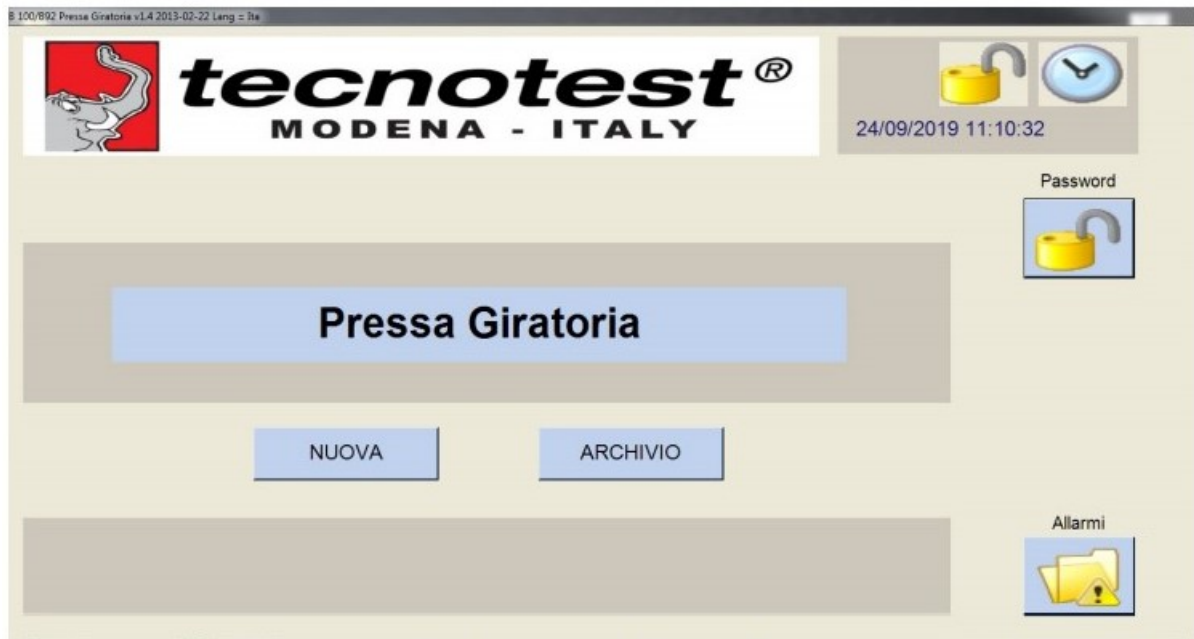 B 100/B92 Pressa Giratoria v1.4 2013-02-22 Lang = Ita
tecnotest®
MODENA - ITALY
24/09/2019 11:10:32
Password
Pressa Giratoria
NUOVA
ARCHIVIO
Allarmi